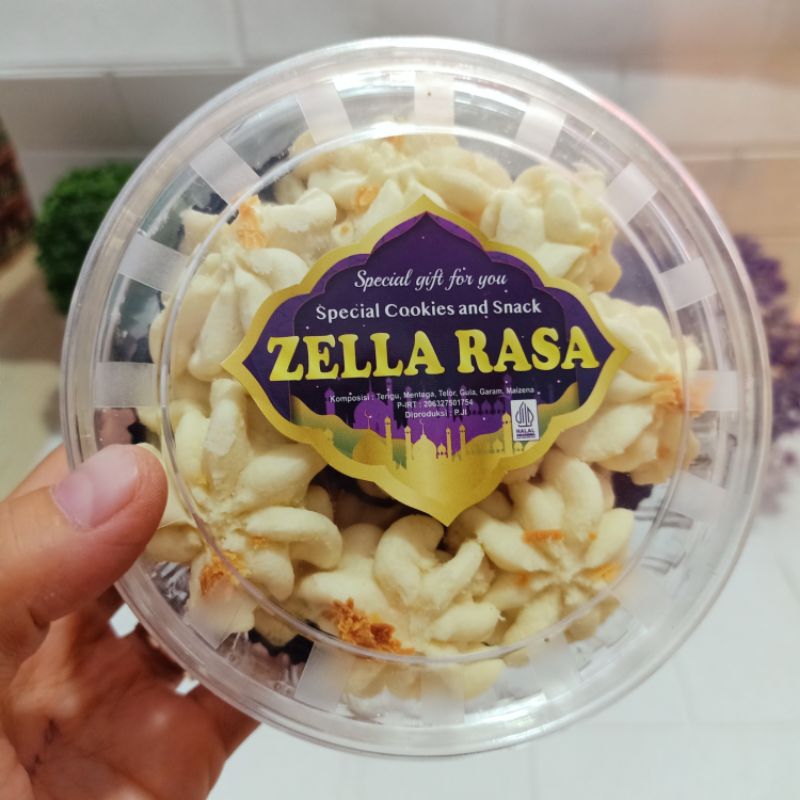 Special gift for you
Special Cookies and Snack
ZELLA RASA
Komposisi : Terigu, Mentega, Telor, Gula, Garam, Maizena
P-IRT : 206327501754
Diproduksi : PJI
HALAL